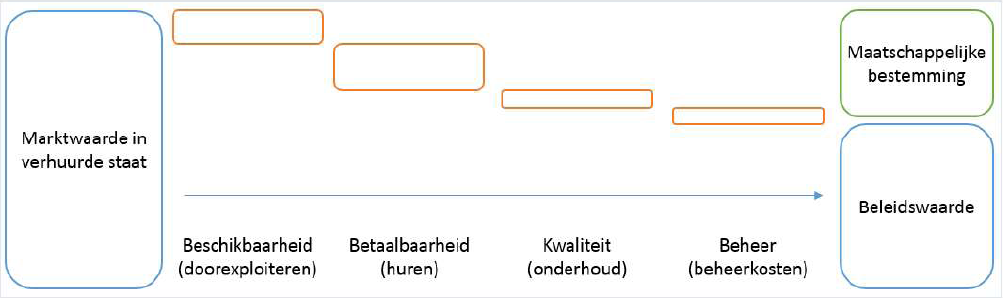 Marktwaarde in
verhuurde staat
Beschikbaarheid
(doorexploiteren)
Betaalbaarheid
(huren)
Kwaliteit
(onderhoud)
Beheer
(beheerkosten)
Maatschappelijke
bestemming
Beleidswaarde